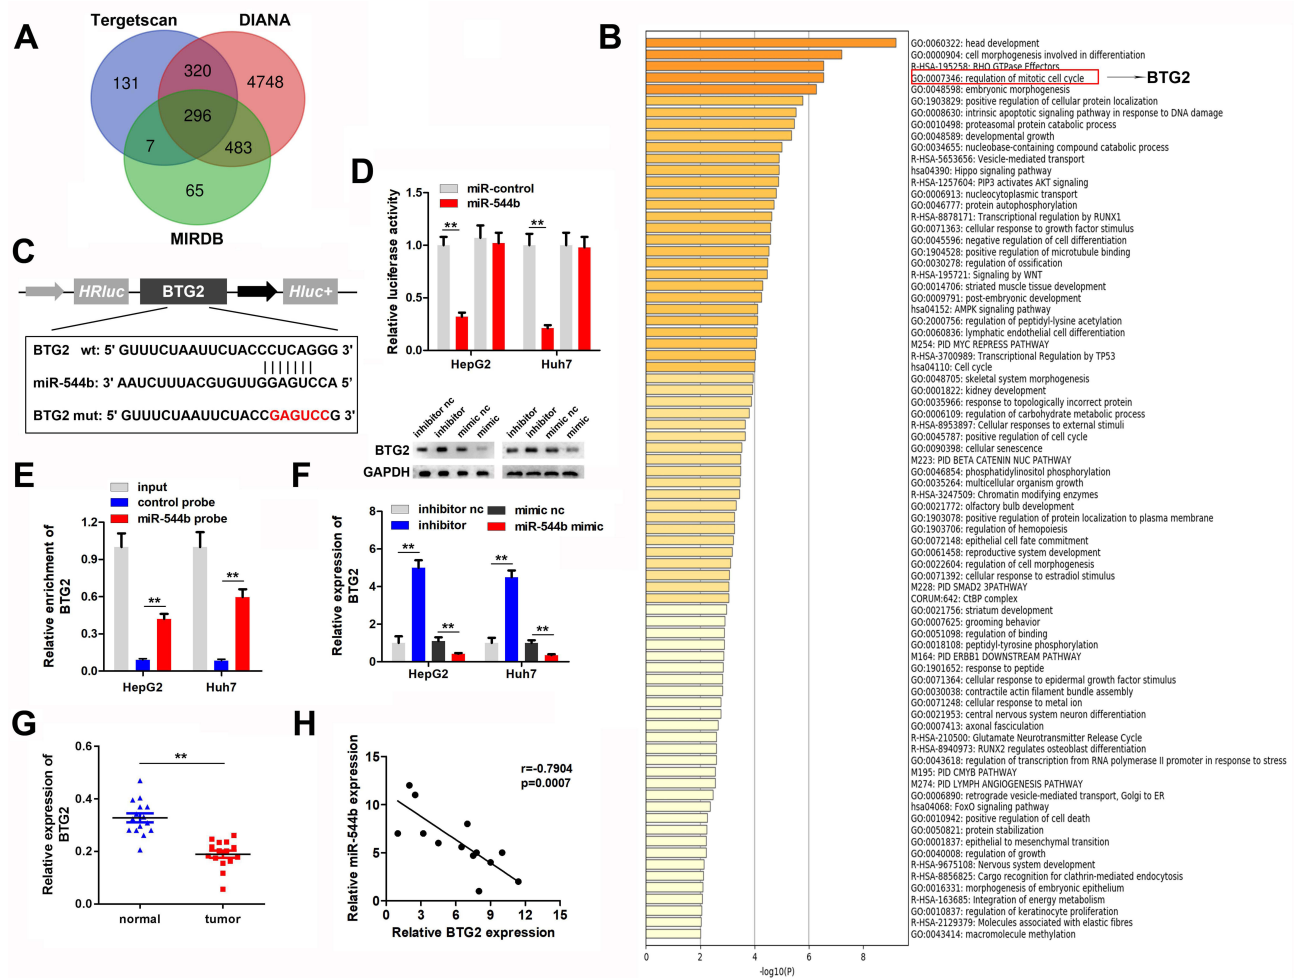 A
Tergetscan
DIANA
131
320
4748
296
7
483
65
MIRDB
B
GO:0060322: head development
GO:0000904: cell morphogenesis involved in differentiation
R-HSA-195258: RHO GTPase Effectors
GO:0007346: regulation of mitotic cell cycle
BTG2
GO:0048598: embryonic morphogenesis
GO:1903829: positive regulation of cellular protein localization
GO:0008630: intrinsic apoptotic signaling pathway in response to DNA damage
GO:0010498: proteasomal protein catabolic process
GO:0048589: developmental growth
GO:0034655: nucleobase-containing compound catabolic process
R-HSA-5653656: Vesicle-mediated transport
hsa04390: Hippo signaling pathway
R-HSA-1257604: PIP3 activates AKT signaling
GO:0006913: nucleocytoplasmic transport
GO:0046777: protein autophosphorylation
R-HSA-8878171: Transcriptional regulation by RUNX1
GO:0071363: cellular response to growth factor stimulus
GO:0045596: negative regulation of cell differentiation
GO:1904528: positive regulation of microtubule binding
GO:0030278: regulation of ossification
R-HSA-195721: Signaling by WNT
GO:0014706: striated muscle tissue development
GO:0009791: post-embryonic development
hsa04152: AMPK signaling pathway
GO:2000756: regulation of peptidyl-lysine acetylation
GO:0060836: lymphatic endothelial cell differentiation
M254: PID MYC REPRESS PATHWAY
R-HSA-3700989: Transcriptional Regulation by TP53
hsa04110: Cell cycle
GO:0048705: skeletal system morphogenesis
GO:0001822: kidney development
GO:0035966: response to topologically incorrect protein
GO:0006109: regulation of carbohydrate metabolic process
R-HSA-8953897: Cellular responses to external stimuli
GO:0045787: positive regulation of cell cycle
GO:0090398: cellular senescence
M223: PID BETA CATENIN NUC PATHWAY
GO:0046854: phosphatidylinositol phosphorylation
GO:0035264: multicellular organism growth
R-HSA-3247509: Chromatin modifying enzymes
GO:0021772: olfactory bulb development
GO:1903078: positive regulation of protein localization to plasma membrane
GO:1903706: regulation of hemopoiesis
GO:0072148: epithelial cell fate commitment
GO:0061458: reproductive system development
GO:0022604: regulation of cell morphogenesis
GO:0071392: cellular response to estradiol stimulus
M228: PID SMAD2 3PATHWAY
CORUM:642: CtBP complex
GO:0021756: striatum development
GO:0007625: grooming behavior
GO:0051098: regulation of binding
GO:0018108: peptidyl-tyrosine phosphorylation
M164: PID ERBB1 DOWNSTREAM PATHWAY
GO:1901652: response to peptide
GO:0071364: cellular response to epidermal growth factor stimulus
GO:0030038: contractile actin filament bundle assembly
GO:0071248: cellular response to metal ion
GO:0021953: central nervous system neuron differentiation
GO:0007413: axonal fasciculation
R-HSA-210500: Glutamate Neurotransmitter Release Cycle
R-HSA-8940973: RUNX2 regulates osteoblast differentiation
GO:0043618: regulation of transcription from RNA polymerase II promoter in response to stress
M195: PID CMYB PATHWAY
M274: PID LYMPH ANGIOGENESIS PATHWAY
GO:0006890: retrograde vesicle-mediated transport, Golgi to ER
hsa04068: FoxO signaling pathway
GO:0010942: positive regulation of cell death
GO:0050821: protein stabilization
GO:0001837: epithelial to mesenchymal transition
GO:0040008: regulation of growth
R-HSA-9675108: Nervous system development
R-HSA-8856825: Cargo recognition for clathrin-mediated endocytosis
GO:0016331: morphogenesis of embryonic epithelium
R-HSA-163685: Integration of energy metabolism
GO:0010837: regulation of keratinocyte proliferation
R-HSA-2129379: Molecules associated with elastic fibres
GO:0043414: macromolecule methylation
0 2 4 6 8
-log10(P)
C
HRluc BTG2 Hluc+
BTG2 wt: 5' GUUUCUAAUUCUACCCUCAGGG 3'
miR-544b: 3' AAUCUUUACGUGUUGGAGUCCA 5'
BTG2 mut: 5' GUUUCUAAUUCUACCGAGUCCG 3'
D
miR-control
miR-544b
Relative luciferase activity
1.5
1.0
0.5
0.0
** **
HepG2 Huh7
inhibitor nc inhibitor mimic nc mimic
inhibitor nc inhibitor mimic nc mimic
BTG2
GAPDH
E
input
control probe
miR-544b probe
Relative enrichment of
BTG2
1.2
0.9
0.6
0.3
0.0
** **
HepG2 Huh7
F
inhibitor nc
inhibitor
mimic nc
miR-544b mimic
Relative expression of
BTG2
8
6
4
2
0
** ** ** **
HepG2 Huh7
G
Relative expression of
BTG2
0.6
0.4
0.2
0.0
**
normal tumor
H
Relative miR-544b expression
15
10
5
0
r=-0.7904
p=0.0007
0 3 6 9 12 15
Relative BTG2 expression